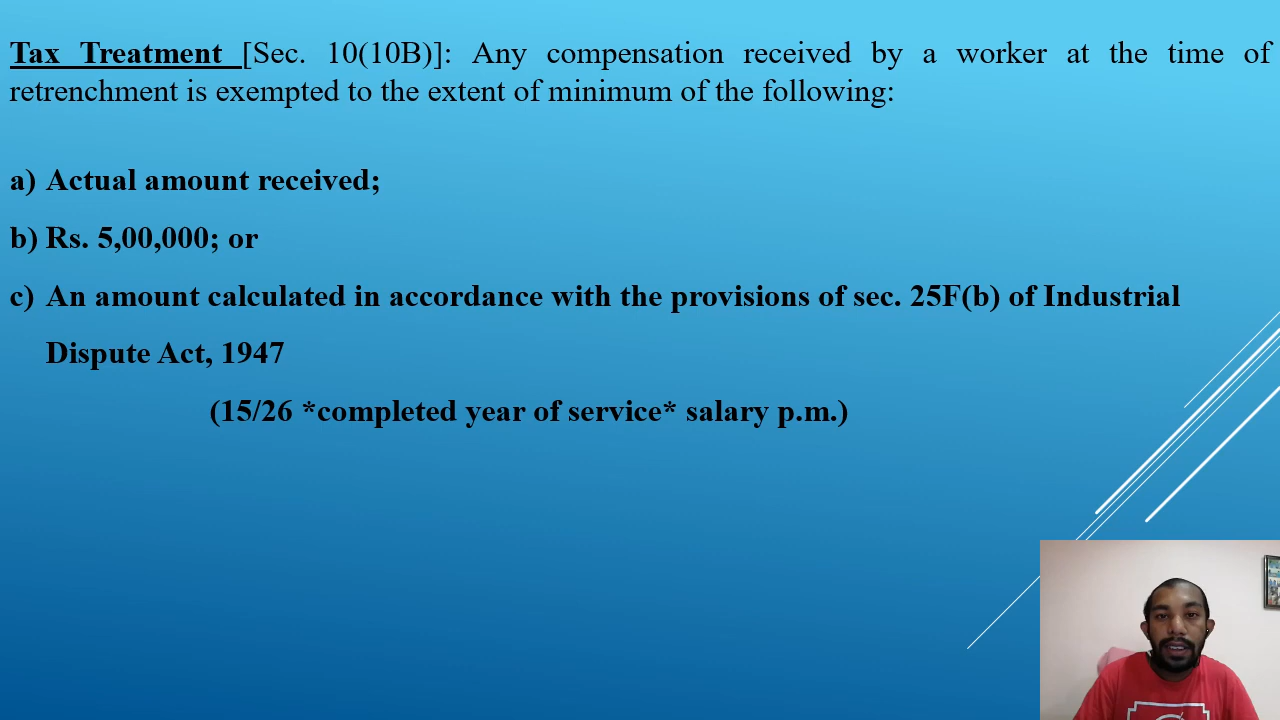 Tax Treatment [Sec. 10(10B)]: Any compensation received by a worker at the time of
retrenchment is exempted to the extent of minimum of the following:
a) Actual amount received;
b) Rs. 5,00,000; or
c) An amount calculated in accordance with the provisions of sec. 25F(b) of Industrial
Dispute Act, 1947
(15/26 *completed year of service* salary p.m.)